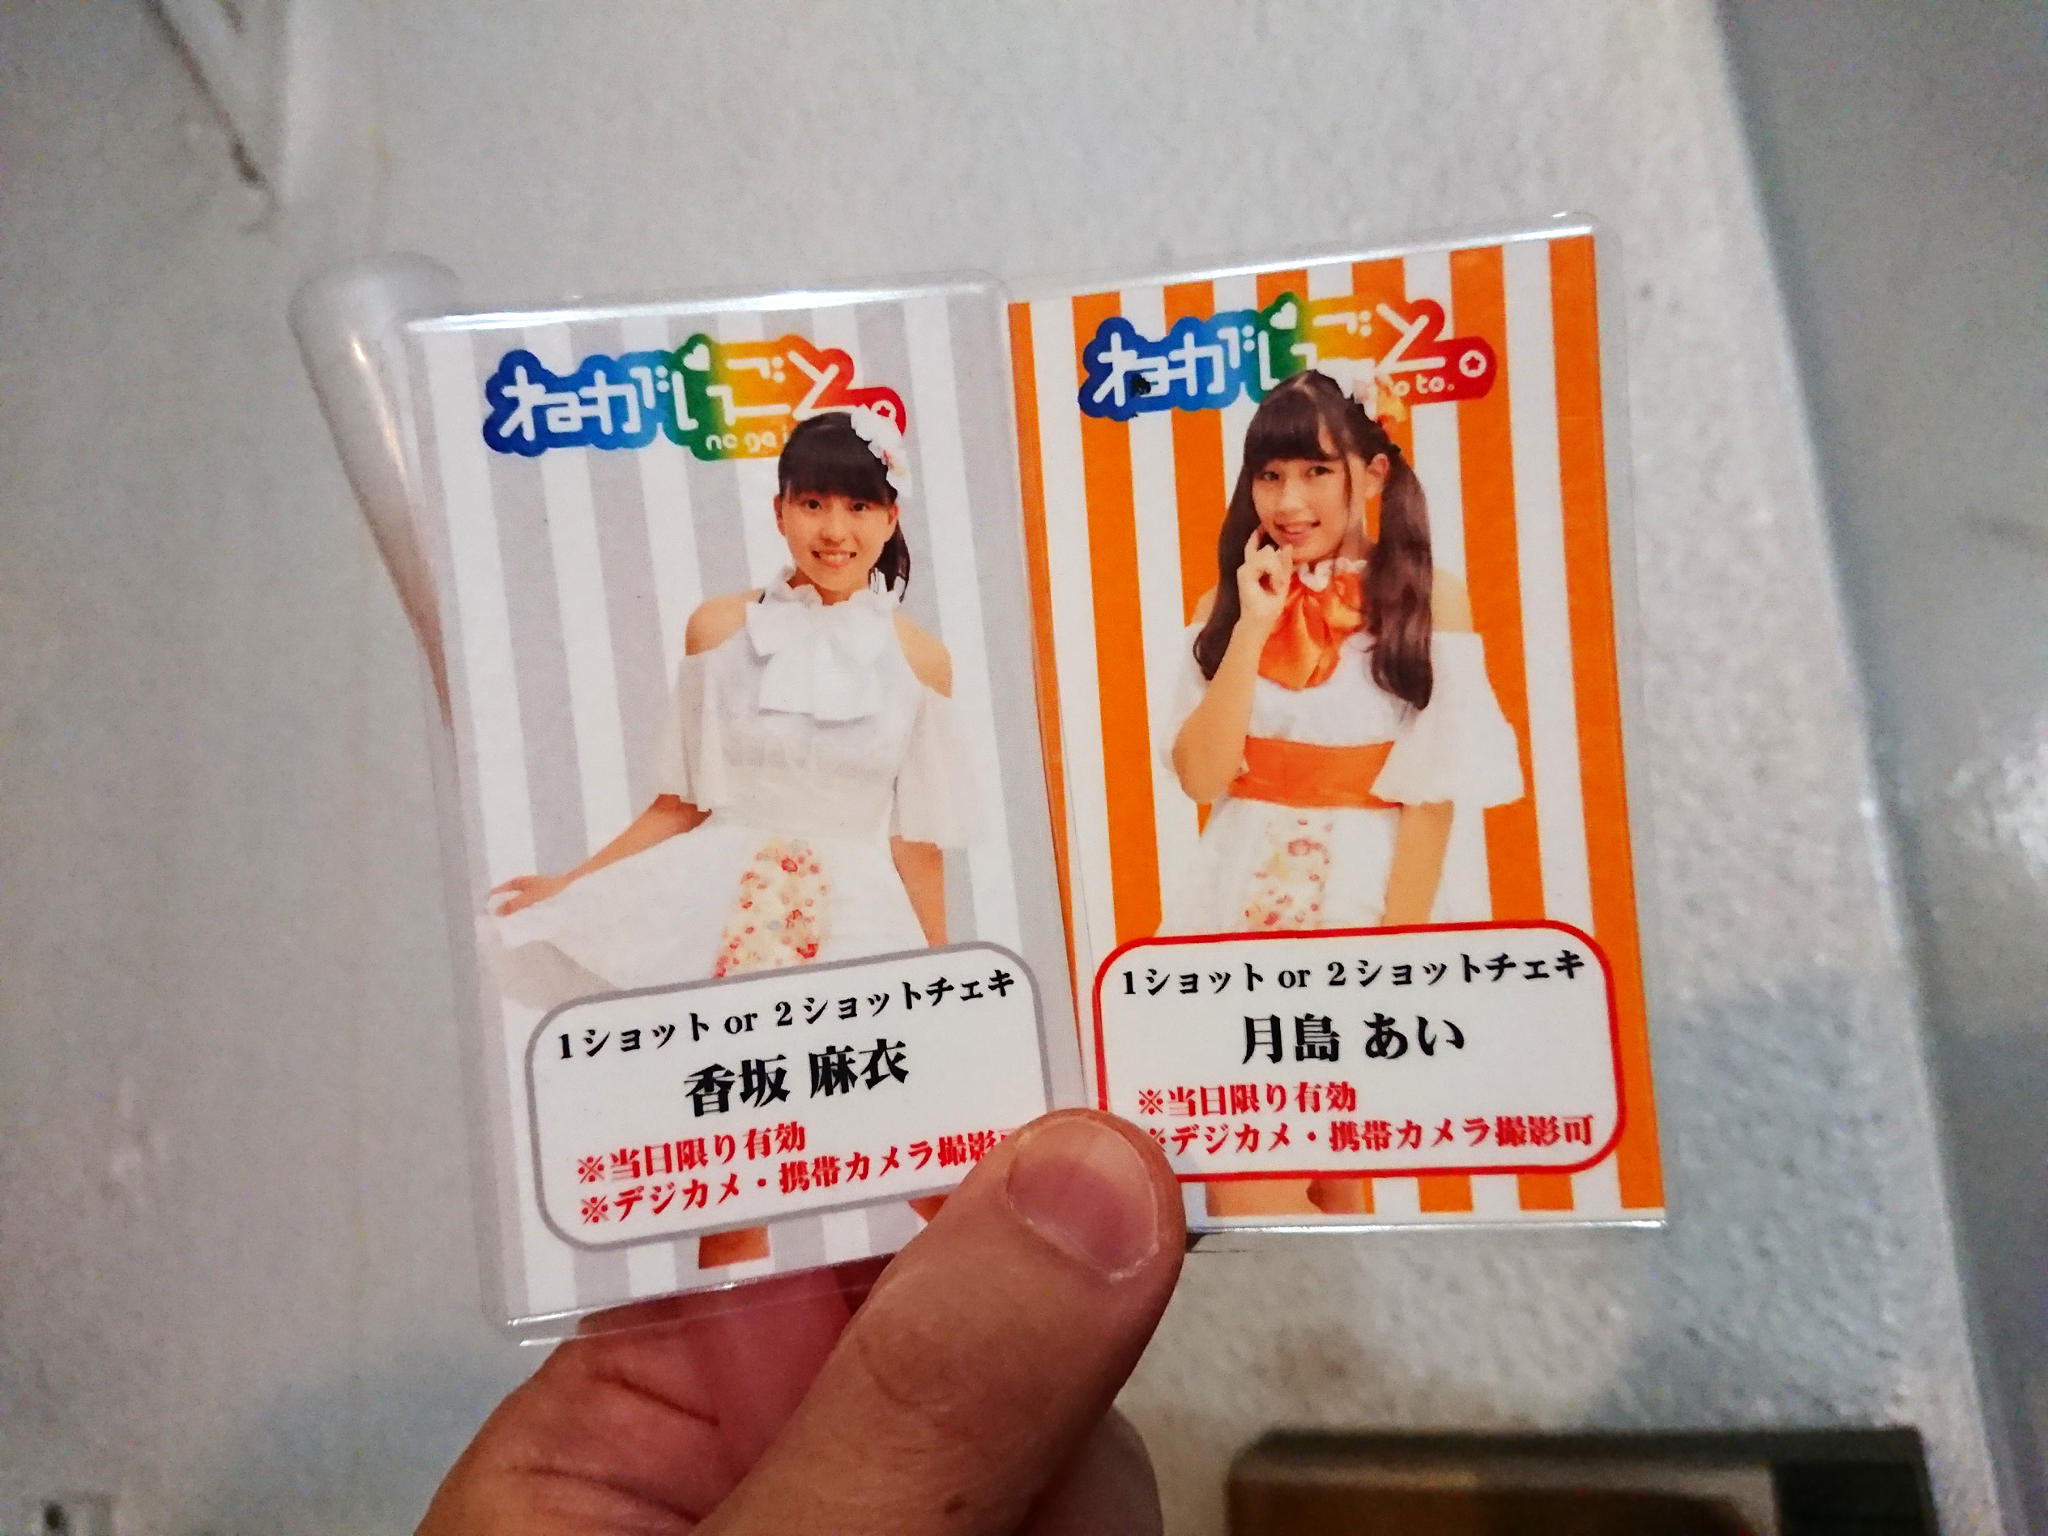 ねがいごと。
ne ga i
1ショット or 2ショットチェキ
香坂 麻衣
※当日限り有効
※デジカメ・携帯カメラ撮影可
ねがいごと。
to.
1ショット or 2ショットチェキ
月島 あい
※当日限り有効
※デジカメ・携帯カメラ撮影可